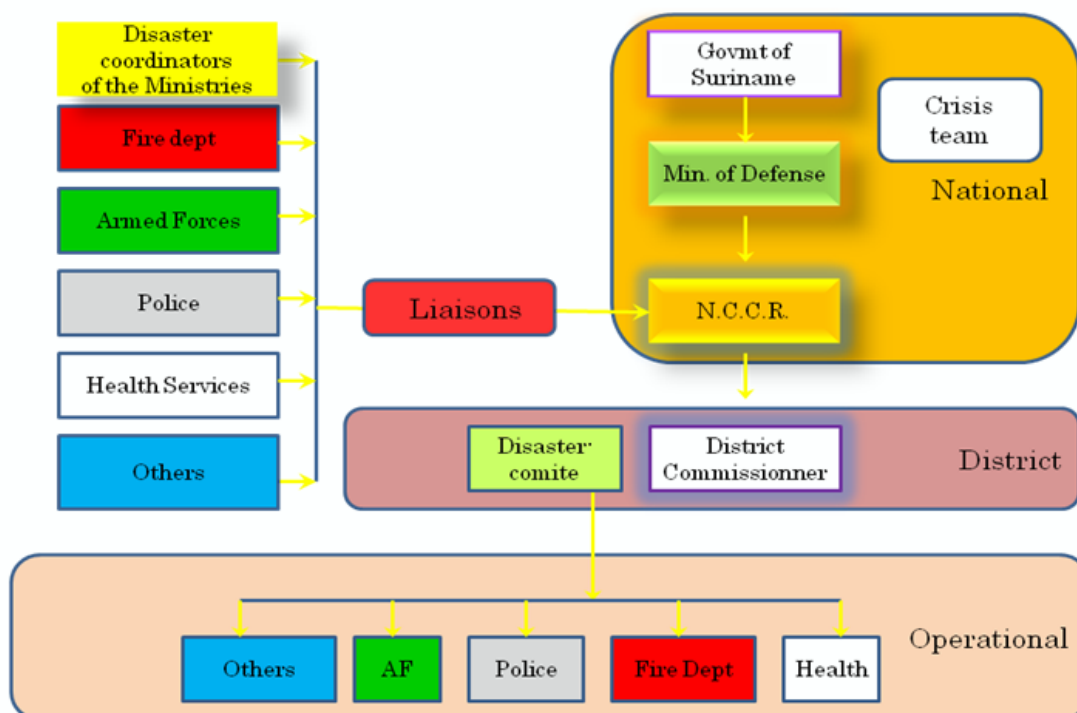 Disaster
coordinators
of the Ministries
Fire dept
Armed Forces
Police
Health Services
Others
Liaisons
Govmt of
Suriname
Crisis
team
Min. of Defense
National
N.C.C.R.
Disaster
comite
District
Commissionner
District
Others
AF
Police
Fire Dept
Health
Operational